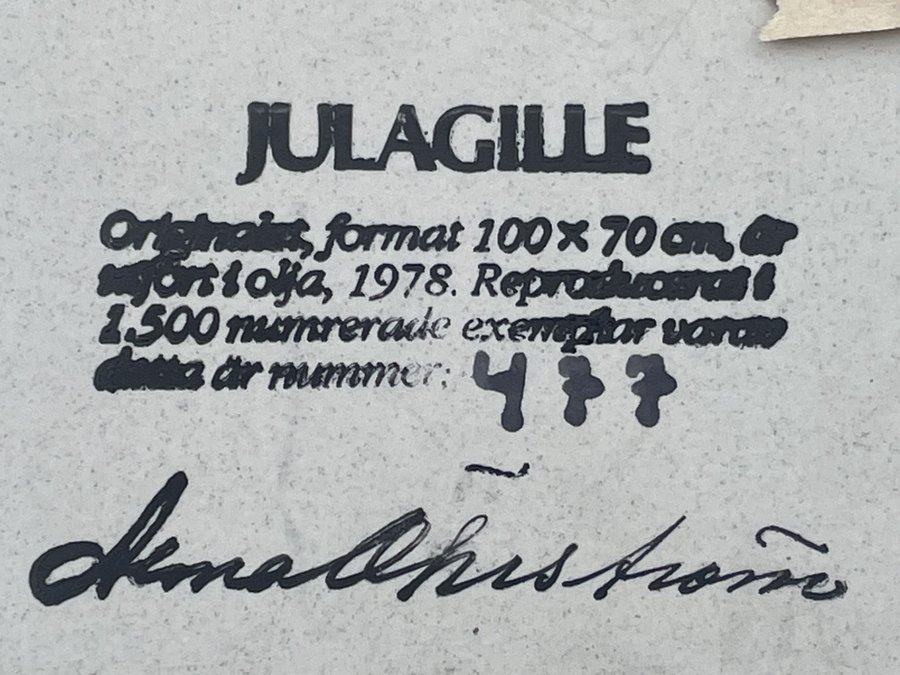 JULAGILLE
Originalet, format 100 × 70 cm, är
utfört i olja, 1978. Reproducerat i
1.500 numrerade exemplar varav
detta är nummer: 477